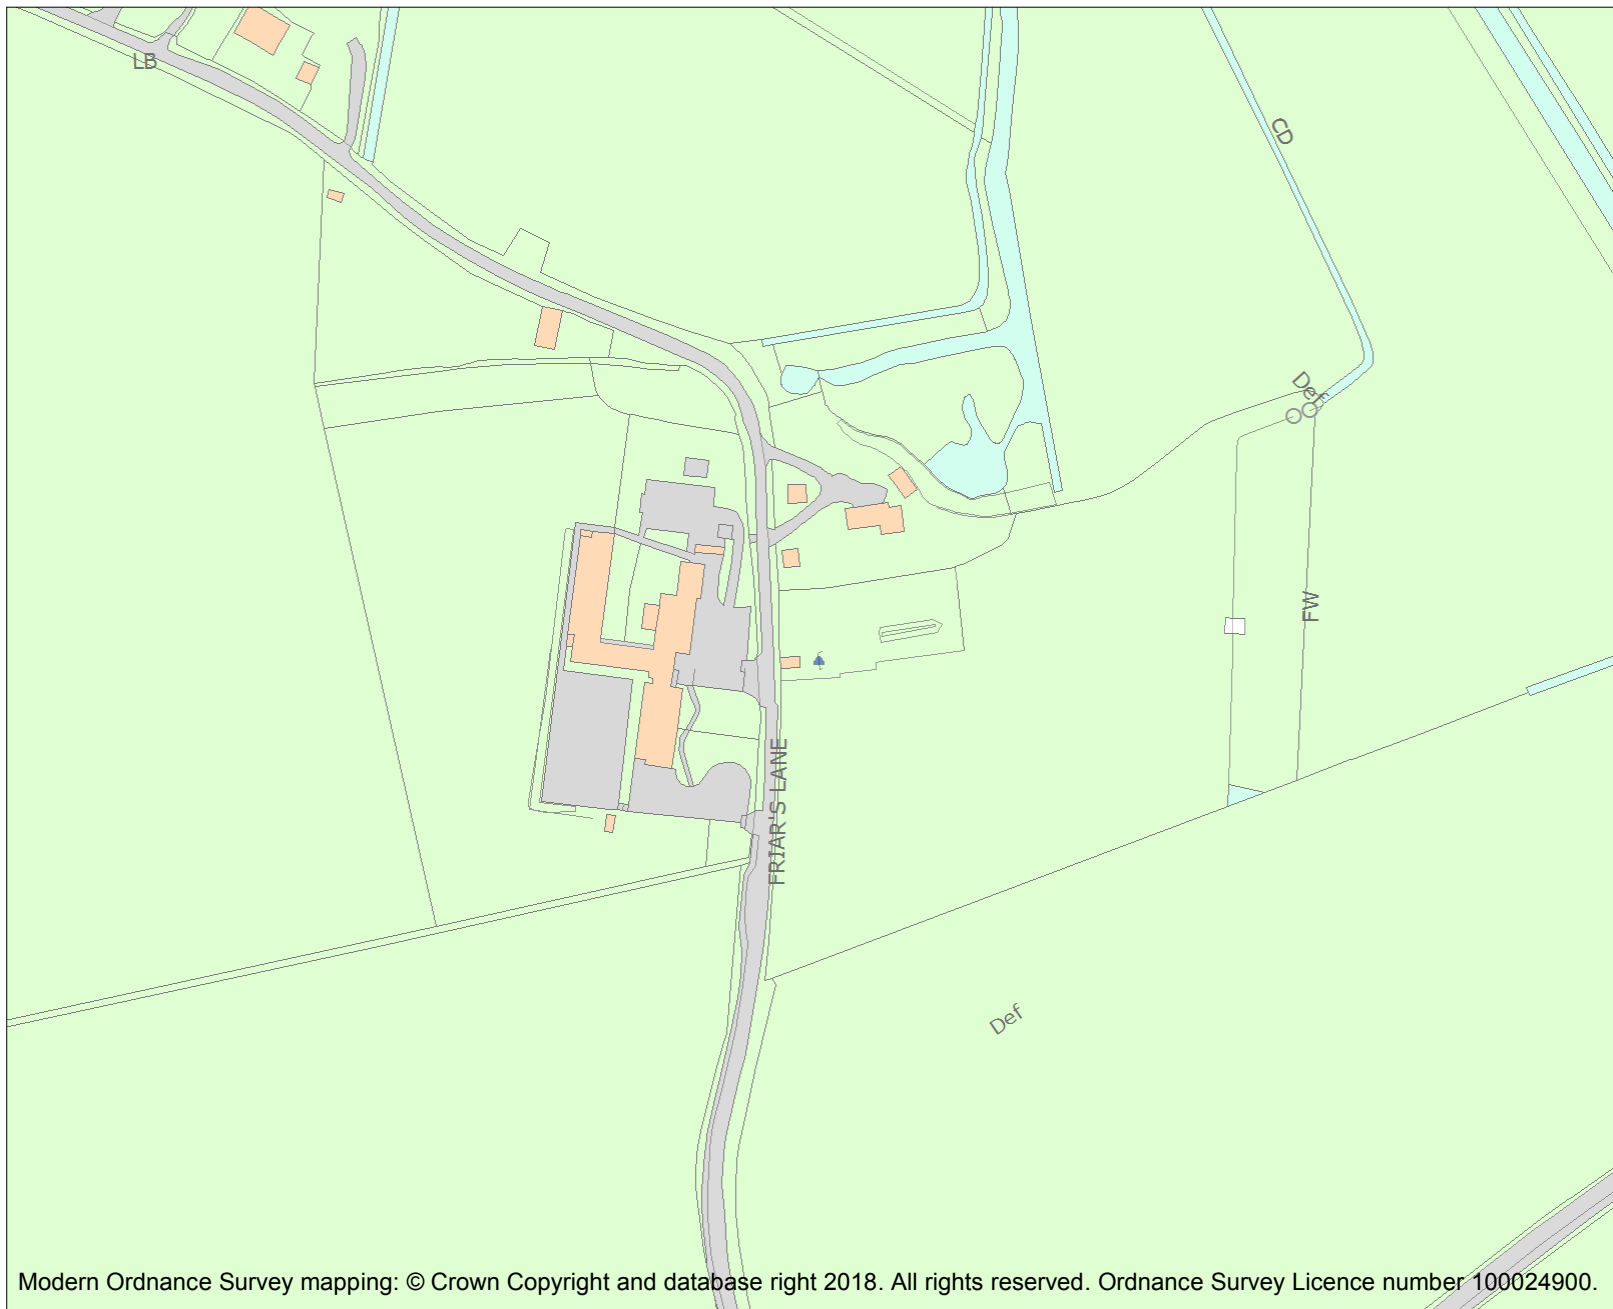 LB
CD
Def
FW
FRIAR'S LANE
Def
Modern Ordnance Survey mapping: © Crown Copyright and database right 2018. All rights reserved. Ordnance Survey Licence number 100024900.